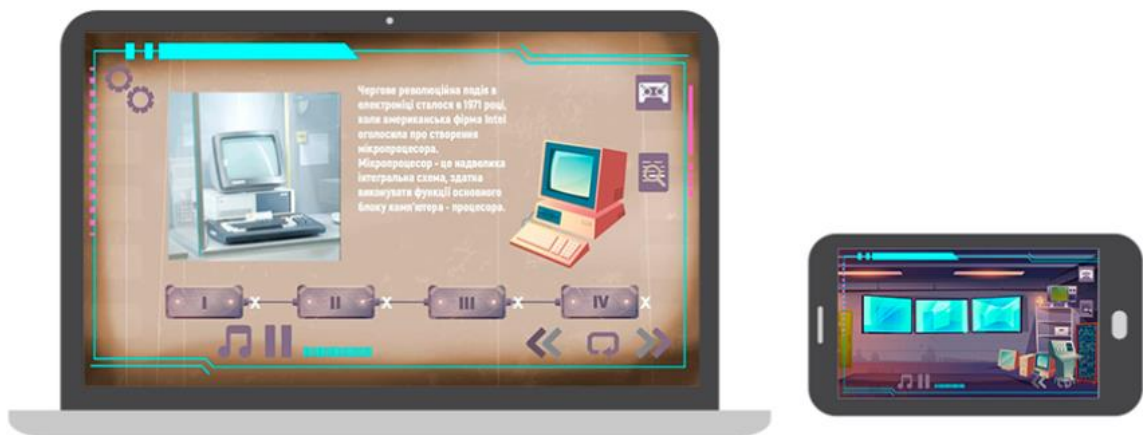 Чергове революційна подія в
електроніці сталося в 1971 році,
коли американська фірма Intel
оголосила про створення
мікропроцесора.
Мікропроцесор - це надвелика
інтегральна схема, здатна
виконувати функції основного
блоку камп'ютера - процесора.
I X II X III X IV X